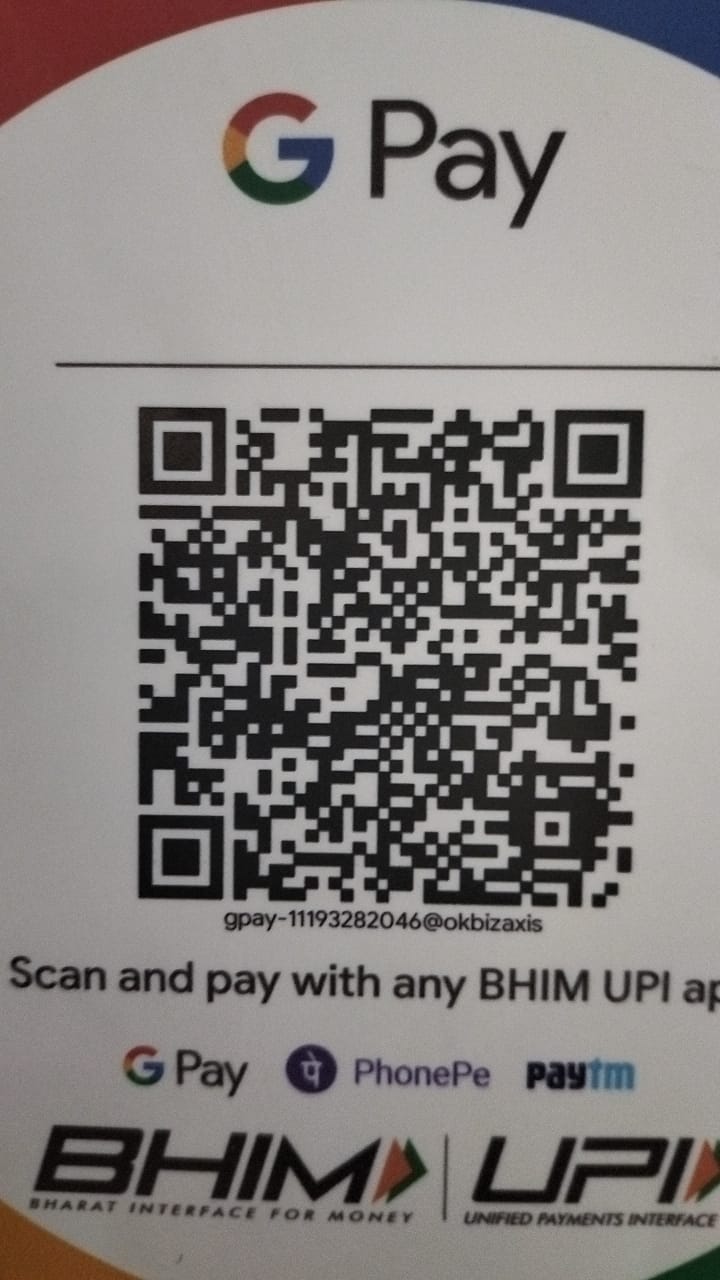 G Pay
gpay-11193282046@okbizaxis
Scan and pay with any BHIM UPI ap
G Pay पे PhonePe paytm
BHIM UPI
BHARAT INTERFACE FOR MONEY UNIFIED PAYMENTS INTERFACE